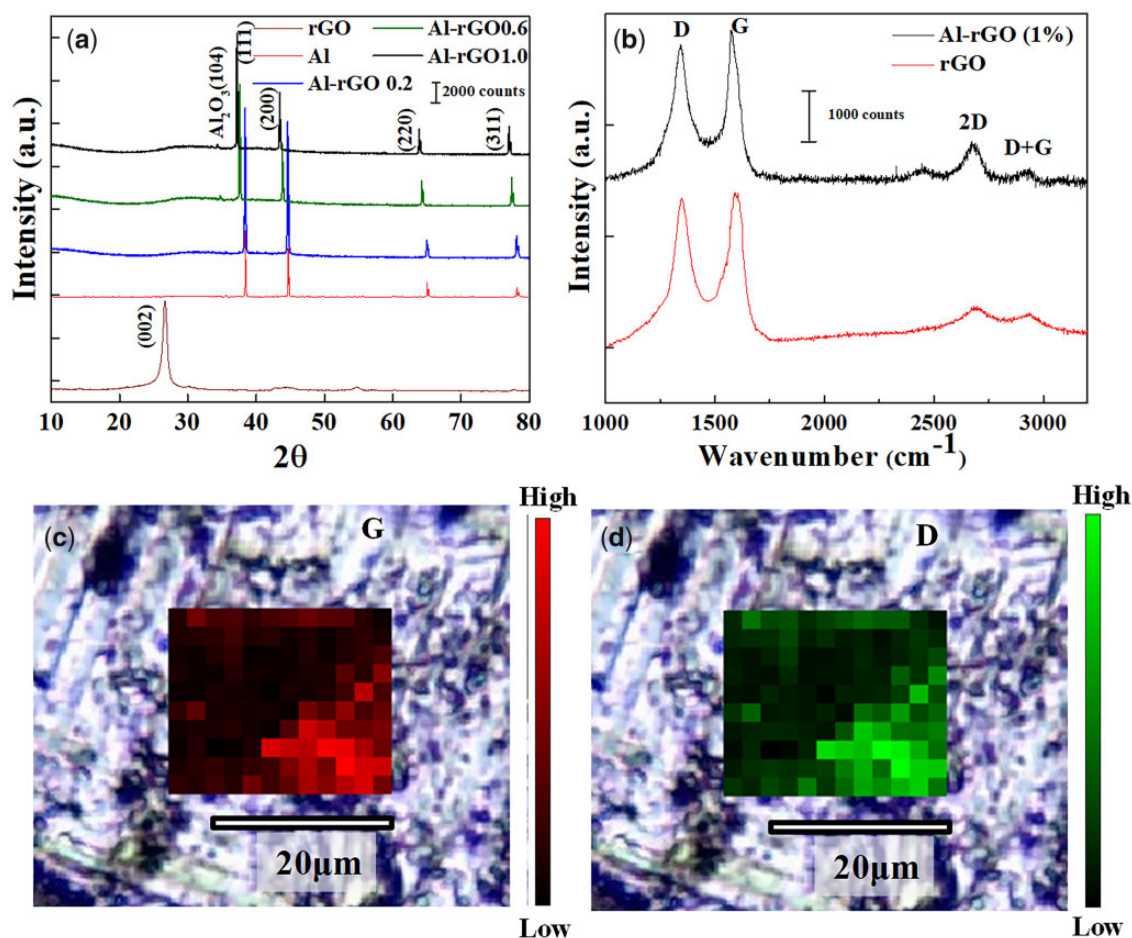 (a)
rGO
Al
Al-rGO 0.2
Al-rGO0.6
Al-rGO1.0
2000 counts
Al2O3(104)
(111)
(200)
(220)
(311)
(002)
Intensity (a.u.)
10 20 30 40 50 60 70 80
2θ
(b)
D
G
Al-rGO (1%)
rGO
1000 counts
2D
D+G
Intensity (a.u.)
1000 1500 2000 2500 3000
Wavenumber (cm-1)
(c)
G
High
20μm
Low
(d)
D
High
20μm
Low